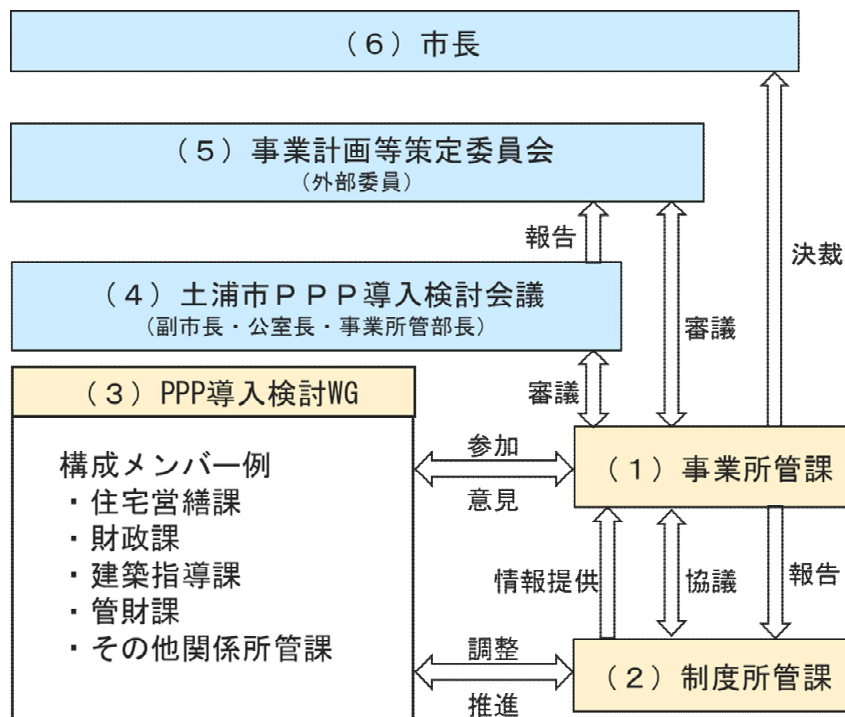 （６）市長
（５）事業計画等策定委員会
（外部委員）
報告
決裁
（４）土浦市ＰＰＰ導入検討会議
（副市長・公室長・事業所管部長）
審議
審議
（３）PPP導入検討WG
構成メンバー例
・住宅営繕課
・財政課
・建築指導課
・管財課
・その他関係所管課
参加
意見
（１）事業所管課
情報提供
協議
報告
調整
推進
（２）制度所管課